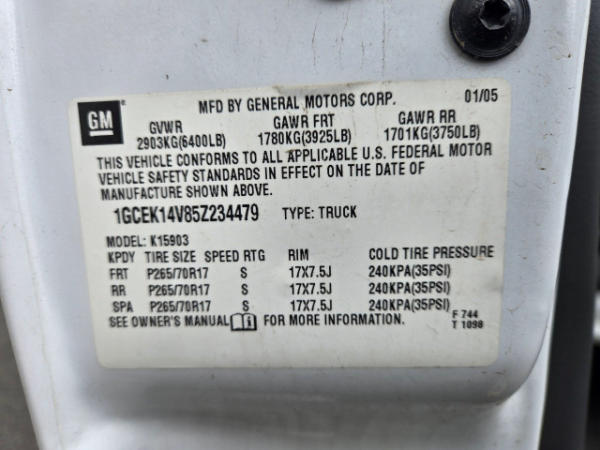 GM
MFD BY GENERAL MOTORS CORP. 01/05
GVWR GAWR FRT GAWR RR
2903KG(6400LB) 1780KG(3925LB) 1701KG(3750LB)
THIS VEHICLE CONFORMS TO ALL APPLICABLE U.S. FEDERAL MOTOR
VEHICLE SAFETY STANDARDS IN EFFECT ON THE DATE OF
MANUFACTURE SHOWN ABOVE.
1GCEK14V85Z234479 TYPE: TRUCK
MODEL: K15903
KPDY TIRE SIZE SPEED RTG RIM COLD TIRE PRESSURE
FRT P265/70R17 S 17X7.5J 240KPA(35PSI)
RR P265/70R17 S 17X7.5J 240KPA(35PSI)
SPA P265/70R17 S 17X7.5J 240KPA(35PSI)
SEE OWNER'S MANUAL FOR MORE INFORMATION.
F 744
T 1098